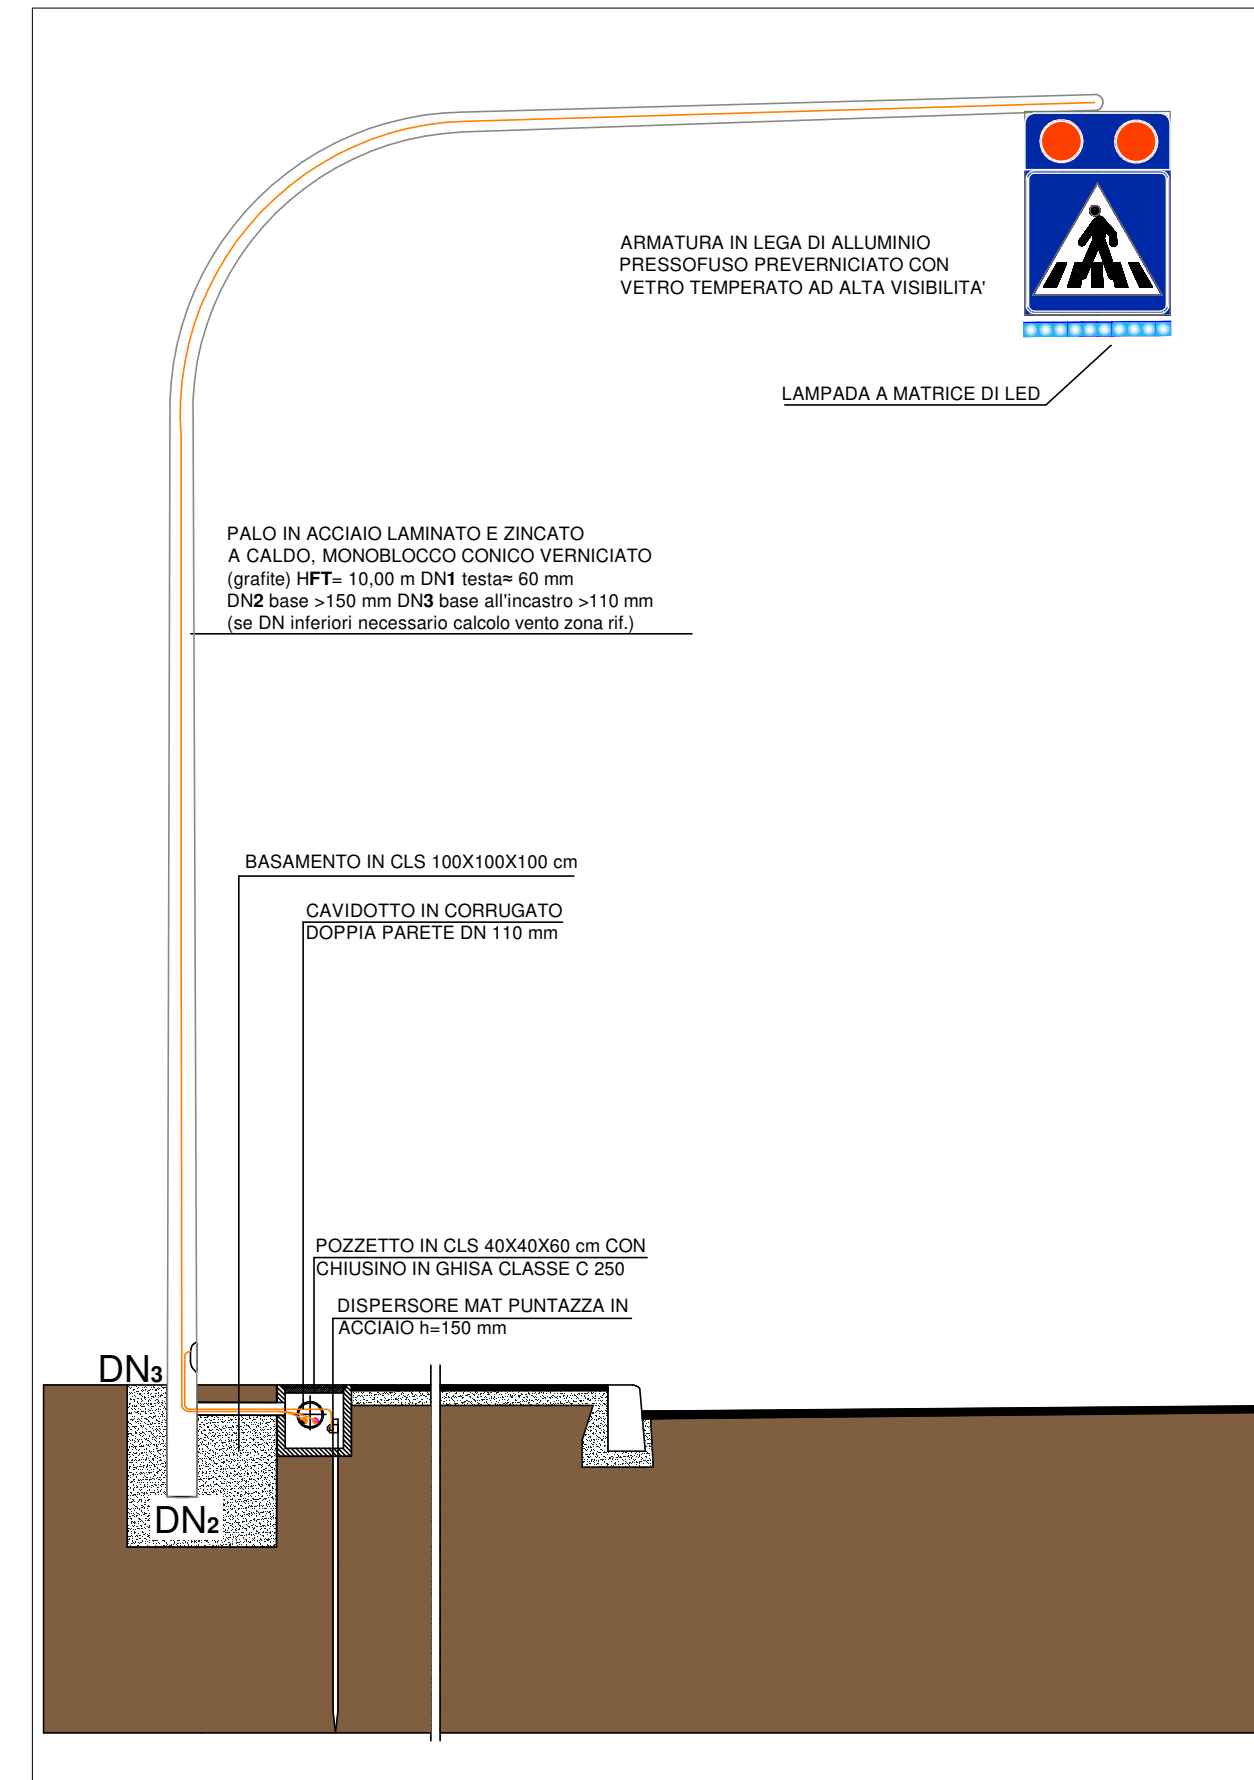 ARMATURA IN LEGA DI ALLUMINIO
PRESSOFUSO PREVERNICIATO CON
VETRO TEMPERATO AD ALTA VISIBILITA'
LAMPADA A MATRICE DI LED
PALO IN ACCIAIO LAMINATO E ZINCATO
A CALDO, MONOBLOCCO CONICO VERNICIATO
(grafite) HFT= 10,00 m DN1 testa≈ 60 mm
DN2 base >150 mm DN3 base all'incastro >110 mm
(se DN inferiori necessario calcolo vento zona rif.)
BASAMENTO IN CLS 100X100X100 cm
CAVIDOTTO IN CORRUGATO
DOPPIA PARETE DN 110 mm
POZZETTO IN CLS 40X40X60 cm CON
CHIUSINO IN GHISA CLASSE C 250
DISPERSORE MAT PUNTAZZA IN
ACCIAIO h=150 mm
DN3
DN2